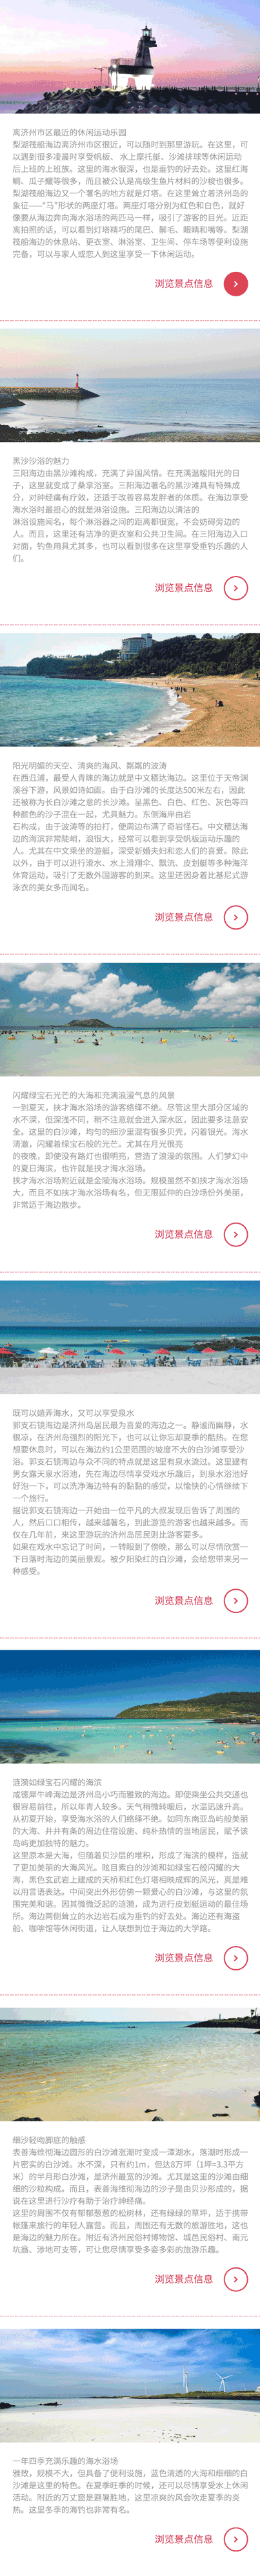 离济州市区最近的休闲运动乐园
梨湖筏船海边离济州市区很近，可以随时到那里游玩。在这里，可
以遇到很多凌晨时享受帆板、 水上摩托艇、沙滩排球等休闲运动
后上班的上班族。这里的海水很深，也是垂钓的好去处。这里红海
鲷、瓜子鱲等很多，而且被公认是高级生鱼片材料的沙梭也很多。
梨湖筏船海边又一个著名的地方就是灯塔。在这里耸立着济州岛的
象征——“马”形状的两座灯塔。两座灯塔分别为红色和白色，就好
像要从海边奔向海水浴场的两匹马一样，吸引了游客的目光。近距
离拍照的话，可以看到灯塔精巧的尾巴、鬃毛、眼睛和嘴等。梨湖
筏船海边的休息站、更衣室、淋浴室、卫生间、停车场等便利设施
完备，可以与家人或恋人到这里享受一下休闲运动。
浏览景点信息
黑沙沙浴的魅力
三阳海边由黑沙滩构成，充满了异国风情。在充满温暖阳光的日
子，这里就变成了桑拿浴室。三阳海边著名的黑沙滩具有特殊成
分，对神经痛有疗效，还适于改善容易发胖者的体质。在海边享受
海水浴时最担心的就是淋浴设施。三阳海边以清洁的
淋浴设施闻名，每个淋浴器之间的距离都很宽，不会妨碍旁边的
人。而且，这里还有洁净的更衣室和公共卫生间。在三阳海边入口
对面，钓鱼用具尤其多，也可以看到很多在这里享受垂钓乐趣的人
们。
浏览景点信息
阳光明媚的天空、清爽的海风、粼粼的波涛
在西归浦，最受人青睐的海边就是中文穑达海边。这里位于天帝渊
溪谷下游，风景如诗如画。由于白沙滩的长度达500米左右，因此
还被称为长白沙滩之意的长沙滩。呈黑色、白色、红色、灰色等四
种颜色的沙子混在一起，尤具魅力。东侧海岸由岩
石构成，由于波涛等的拍打，使周边布满了奇岩怪石。中文穑达海
边的海滨非常陡峭，浪很大，经常可以看到享受帆板运动乐趣的
人。尤其在中文乘坐的游艇，深受新婚夫妇和恋人们的喜爱。除此
以外，由于可以进行滑水、水上滑翔伞、飘流、皮划艇等多种海洋
体育运动，吸引了无数外国游客的到来。这里还因身着比基尼式游
泳衣的美女多而闻名。
浏览景点信息
闪耀绿宝石光芒的大海和充满浪漫气息的风景
一到夏天，挟才海水浴场的游客络绎不绝。尽管这里大部分区域的
水不深，但深浅不同，稍不注意就会进入深水区，因此要多注意安
全。这里的白沙滩，均匀的细沙里混有很多贝壳，闪着银光。海水
清澈，闪耀着绿宝石般的光芒。尤其在月光很亮
的夜晚，即使没有路灯也很明亮，营造了浪漫的氛围。人们梦幻中
的夏日海滨，也许就是挟才海水浴场。
挟才海水浴场附近就是金陵海水浴场。规模虽然不如挟才海水浴场
大，而且不如挟才海水浴场有名，但无限延伸的白沙场份外美丽，
非常适于海边散步。
浏览景点信息
既可以嬉弄海水，又可以享受泉水
郭支石镜海边是济州岛居民最为喜爱的海边之一。静谧而幽静，水
很凉，在济州岛强烈的阳光下，也可以让你忘却夏季的酷热。在您
想要休息时，可以在海边约1公里范围的坡度不大的白沙滩享受沙
浴。郭支石镜海边与众不同的特点就是这里有泉水流过。这里建有
男女露天泉水浴池，先在海边尽情享受戏水乐趣后，到泉水浴池好
好泡一下，可以洗净海边特有的黏黏的感觉，以愉快的心情继续下
一个旅行。
据说郭支石镜海边一开始由一位平凡的大叔发现后告诉了周围的
人，然后口口相传，越来越著名，到此游览的游客也越来越多。而
仅在几年前，来这里游玩的济州岛居民到比游客要多。
如果在戏水中忘记了时间，一转眼到了傍晚，那么可以尽情欣赏一
下日落时海边的美丽景观。被夕阳染红的白沙滩，会给您带来另一
种感受。
浏览景点信息
涟漪如绿宝石闪耀的海滨
咸德犀牛峰海边是济州岛小巧而雅致的海边。即便乘坐公共交通也
很容易前往，所以年青人较多。天气稍微转暖后，水温迅速升高。
从初夏开始，享受海水浴的人们络绎不绝。如同东南亚岛屿般美丽
的大海、井井有条的周边住宿设施、纯朴热情的当地居民，赋予该
岛屿更加独特的魅力。
这里原本是大海，但随着贝沙层的堆积，形成了海滨的模样，造就
了更加美丽的大海风光。眩目素白的沙滩和如绿宝石般闪耀的大
海，黑色玄武岩上建成的天桥和红色灯塔相映成辉的风光，真是难
以用言语表达。中间突出外形仿佛一颗爱心的白沙滩，与这里的氛
围完美和谐。因其微微泛起的涟漪，成为进行皮划艇运动的最佳场
所。海边两侧耸立的水边岩石成为垂钓的好去处。海边还有海盗
船、咖啡馆等休闲街道，让人联想到位于海边的大学路。
浏览景点信息
细沙轻吻脚底的触感
表善海维彻海边圆形的白沙滩涨潮时变成一潭湖水，落潮时形成一
片密实的白沙滩。水不深，只有约1m，但达8万坪（1坪=3.3平方
米）的半月形白沙滩，是济州最宽的沙滩。尤其是这里的沙滩由细
细的沙粒构成。而且，表善海维彻海边的沙子是由贝沙形成的，据
说在这里进行沙疗有助于治疗神经痛。
这里的周围不仅有郁郁葱葱的松树林，还有绿绿的草坪，适于携带
帐篷来旅行的年轻人露营。而且，周围还有无数的旅游胜地，这也
是海边的魅力所在。附近有济州民俗村博物馆、城邑民俗村、南元
坑嵡、涉地可支等，可让您尽情享受多姿多彩的旅游乐趣。
浏览景点信息
一年四季充满乐趣的海水浴场
雅致，规模不大，但具备了便利设施，蓝色清透的大海和细细的白
沙滩是这里的特色。在夏季旺季的时候，还可以尽情享受水上休闲
活动。附近的万丈窟是避暑胜地，这里凉爽的风会吹走夏季的炎
热。这里冬季的海钓也非常有名。
浏览景点信息